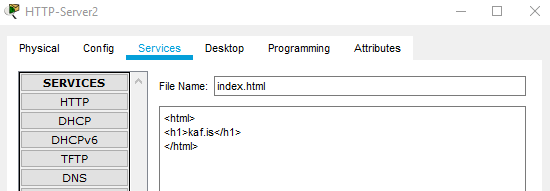 HTTP-Server2
Physical Config Services Desktop Programming Attributes
SERVICES
HTTP
DHCP
DHCPv6
TFTP
DNS
File Name: index.html
<html>
<h1>kaf.is</h1>
</html>